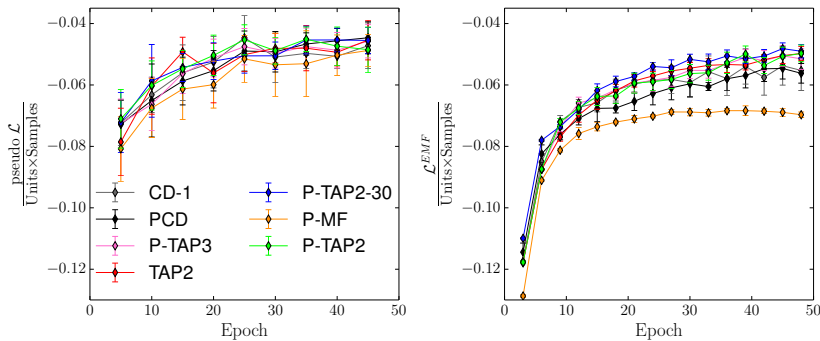 pseudo ℒ
Units×Samples
−0.04
−0.06
−0.08
−0.10
−0.12
0 10 20 30 40 50
Epoch
CD-1
PCD
P-TAP3
TAP2
P-TAP2-30
P-MF
P-TAP2
ℒ^EMF
Units×Samples
−0.04
−0.06
−0.08
−0.10
−0.12
0 10 20 30 40 50
Epoch